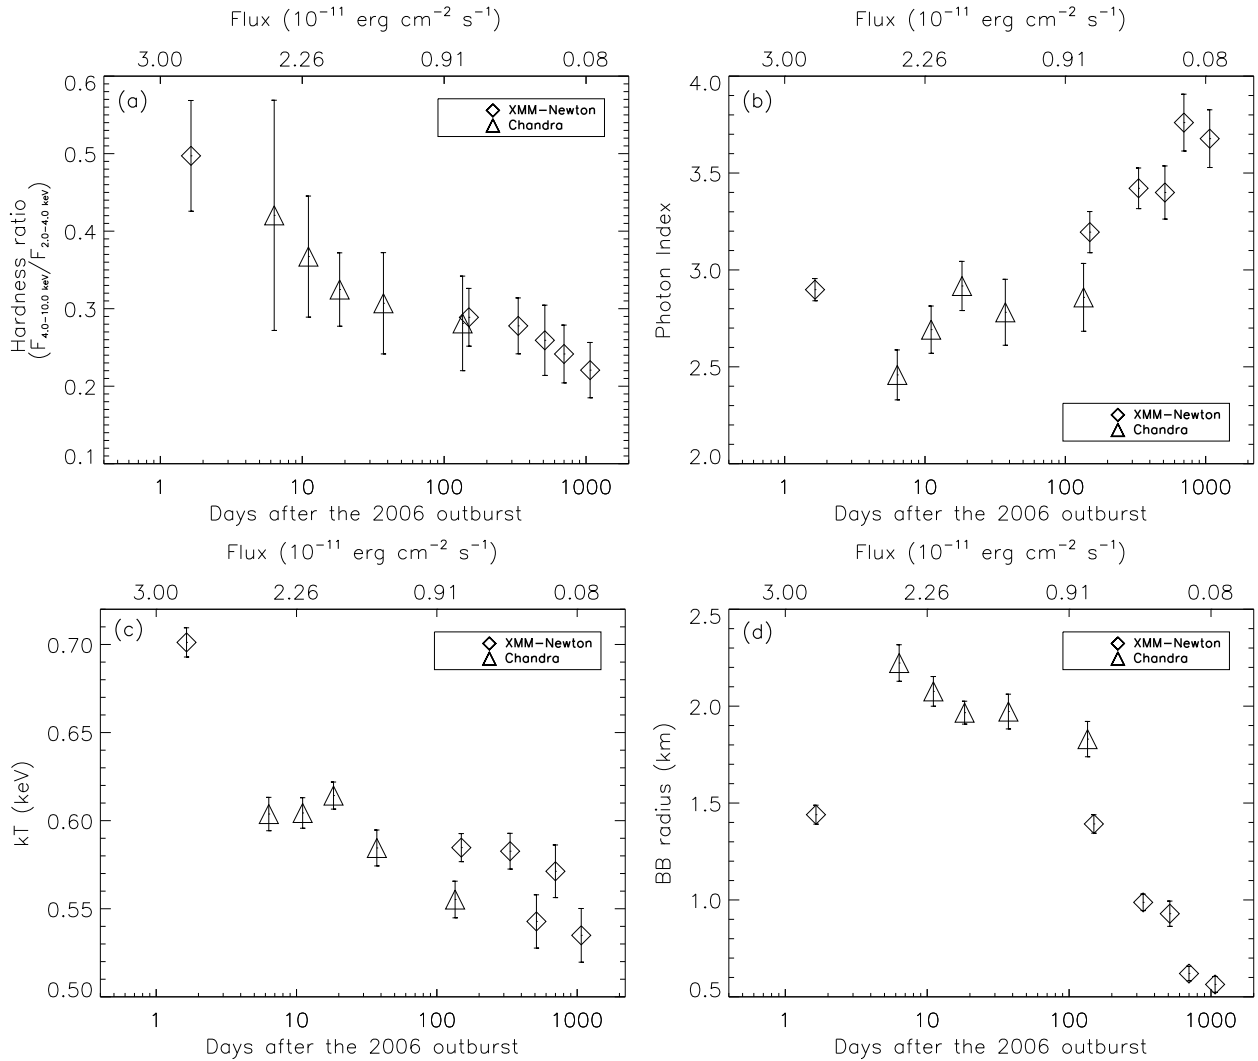 Flux (10⁻¹¹ erg cm⁻² s⁻¹)
3.00 2.26 0.91 0.08
(a)
XMM-Newton
Chandra
0.6
0.5
0.4
0.3
0.2
0.1
Hardness ratio
(F4.0-10.0 keV/F2.0-4.0 keV)
1 10 100 1000
Days after the 2006 outburst
Flux (10⁻¹¹ erg cm⁻² s⁻¹)
3.00 2.26 0.91 0.08
(b)
4.0
3.5
3.0
2.5
2.0
Photon Index
XMM-Newton
Chandra
1 10 100 1000
Days after the 2006 outburst
Flux (10⁻¹¹ erg cm⁻² s⁻¹)
3.00 2.26 0.91 0.08
(c)
XMM-Newton
Chandra
0.70
0.65
0.60
0.55
0.50
kT (keV)
1 10 100 1000
Days after the 2006 outburst
Flux (10⁻¹¹ erg cm⁻² s⁻¹)
3.00 2.26 0.91 0.08
(d)
XMM-Newton
Chandra
2.5
2.0
1.5
1.0
0.5
BB radius (km)
1 10 100 1000
Days after the 2006 outburst